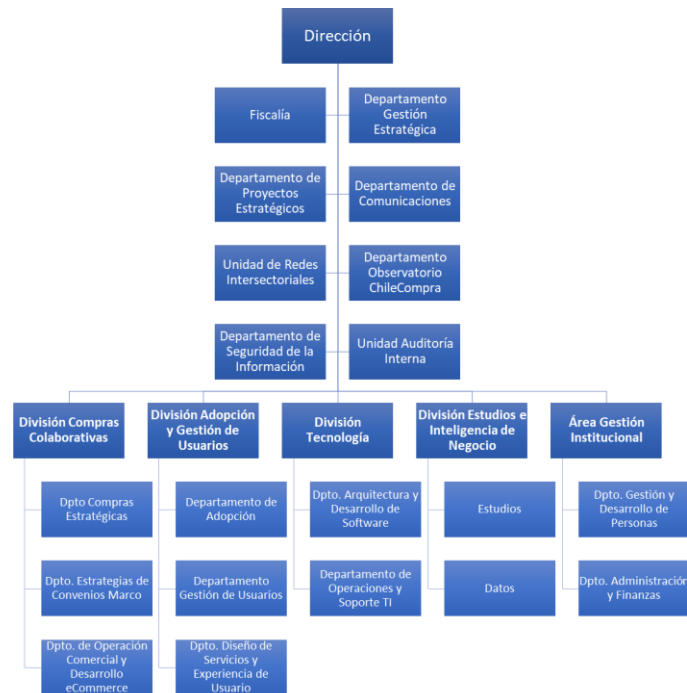 Dirección
Fiscalía
Departamento
Gestión
Estratégica
Departamento de
Proyectos
Estratégicos
Departamento de
Comunicaciones
Unidad de Redes
Intersectoriales
Departamento
Observatorio
ChileCompra
Departamento de
Seguridad de la
Información
Unidad Auditoría
Interna
División Compras
Colaborativas
División Adopción
y Gestión de
Usuarios
División
Tecnología
División Estudios e
Inteligencia de
Negocio
Área Gestión
Institucional
Dpto Compras
Estratégicas
Departamento de
Adopción
Dpto. Arquitectura y
Desarrollo de
Software
Estudios
Dpto. Gestión y
Desarrollo de
Personas
Dpto. Estrategias de
Convenios Marco
Departamento
Gestión de Usuarios
Departamento de
Operaciones y
Soporte TI
Datos
Dpto. Administración
y Finanzas
Dpto. de Operación
Comercial y
Desarrollo
eCommerce
Dpto. Diseño de
Servicios y
Experiencia de
Usuario